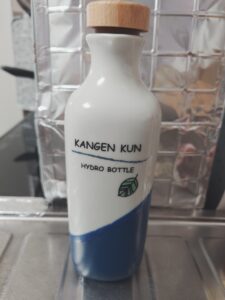 KANGEN KUN
HYDRO BOTTLE